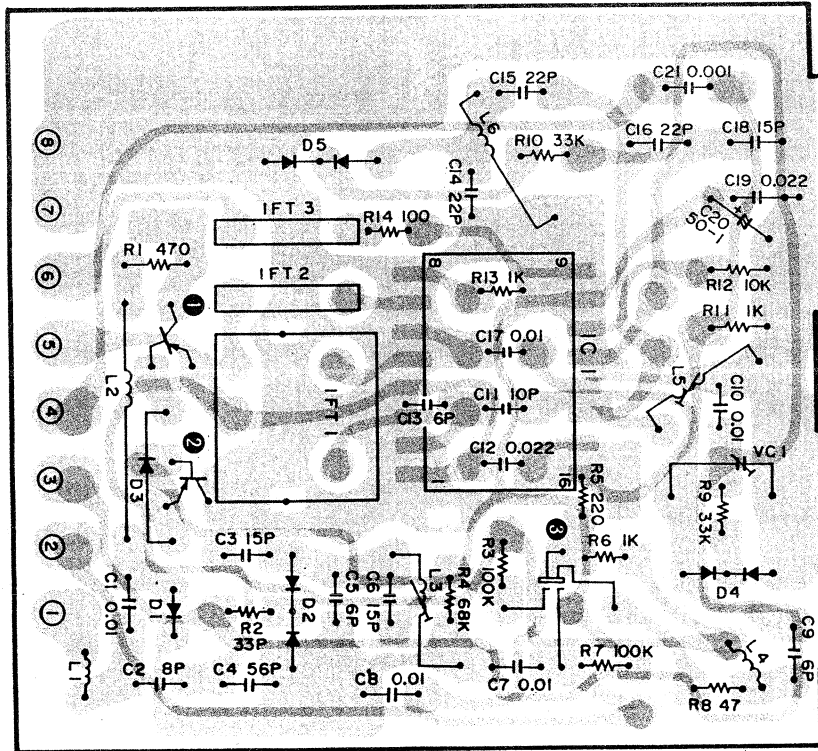 C15 22P
C21 0.001
L6
R10 33K
C16 22P
C18 15P
8
D5
C14 22P
C19 0.022
7
1FT 3
R14 100
C20
50-1
R1 470
8
9
6
1FT 2
R13 1K
R12 10K
1
R11 1K
5
C17 0.01
IC 1
L2
1FT 1
L5
4
C13 6P
C11 10P
C10 0.01
2
C12 0.022
VC1
3
D3
1
16
R5 220
R9 33K
3
2
C3 15P
R3 100K
R6 1K
C1 0.01
D1
D2
C5 6P
C6 15P
L3
R4 68K
D4
1
R2
33P
C9 6P
L1
C2 8P
C4 56P
C8 0.01
C7 0.01
R7 100K
L4
R8 47